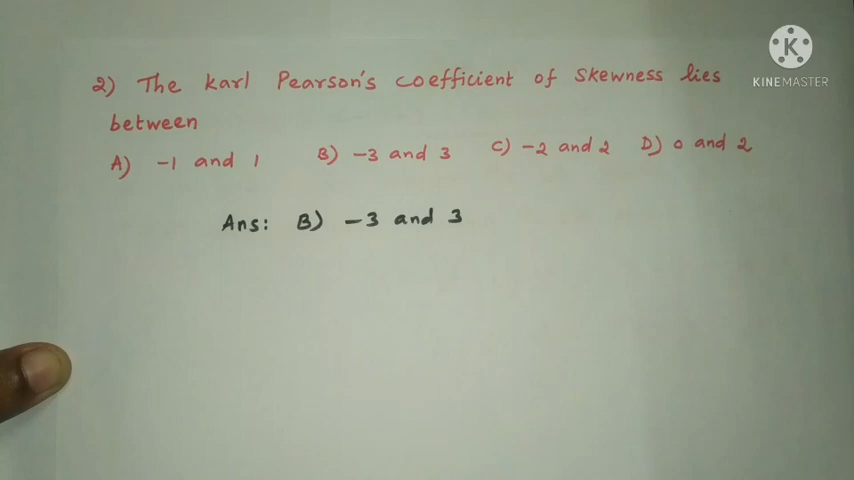 K
KINEMASTER
2) The Karl Pearson's coefficient of skewness lies
between
A) -1 and 1 B) -3 and 3 C) -2 and 2 D) 0 and 2
Ans: B) -3 and 3